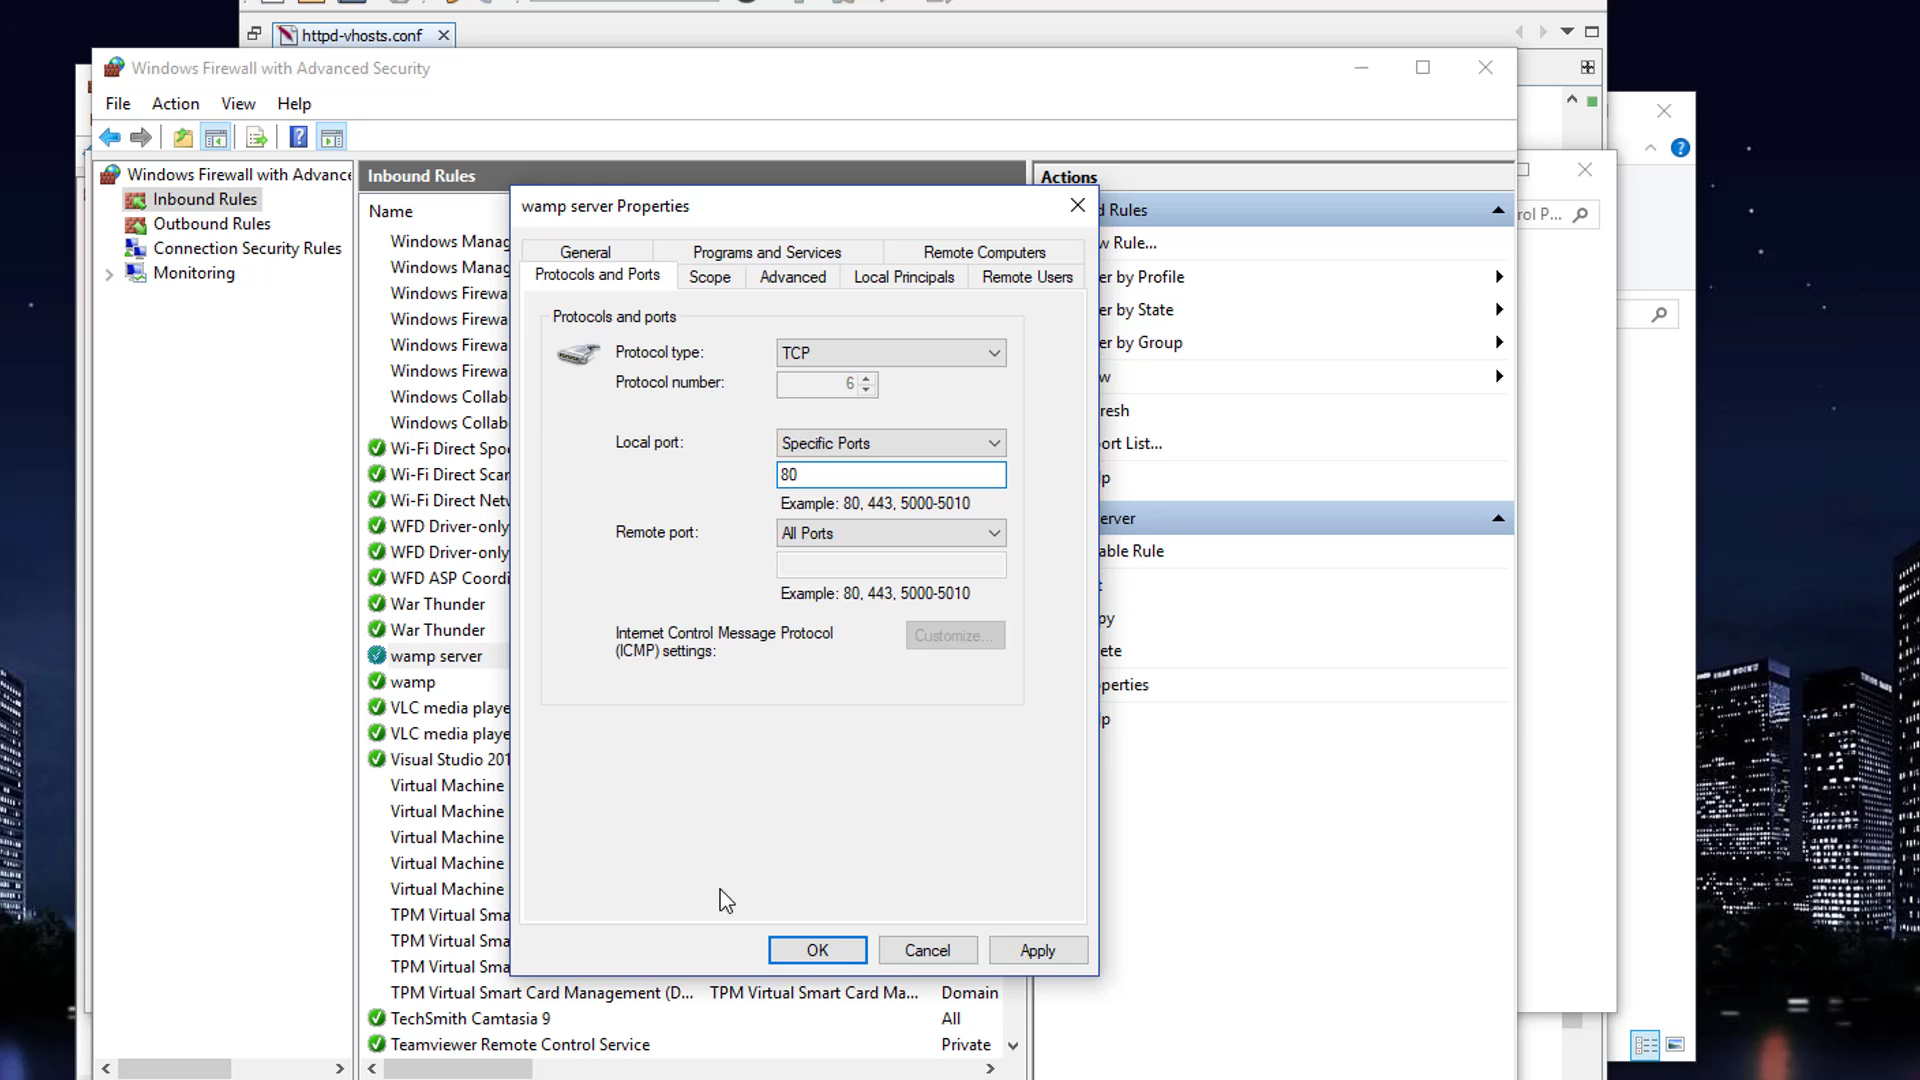 httpd-vhosts.conf
Windows Firewall with Advanced Security
File Action View Help
Windows Firewall with Advance
Inbound Rules
Outbound Rules
Connection Security Rules
Monitoring
Inbound Rules
Name
Windows Manag
Windows Manag
Windows Firewa
Windows Firewa
Windows Firewa
Windows Firewa
Windows Collab
Windows Collab
Wi-Fi Direct Spoo
Wi-Fi Direct Scan
Wi-Fi Direct Netw
WFD Driver-only
WFD Driver-only
WFD ASP Coordi
War Thunder
War Thunder
wamp server
wamp
VLC media playe
VLC media playe
Visual Studio 201
Virtual Machine
Virtual Machine
Virtual Machine
Virtual Machine
Virtual Machine
TPM Virtual Sma
TPM Virtual Sma
TPM Virtual Sma
TPM Virtual Smart Card Management (D... TPM Virtual Smart Card Ma... Domain
TechSmith Camtasia 9 All
Teamviewer Remote Control Service Private
wamp server Properties
General Programs and Services Remote Computers
Protocols and Ports Scope Advanced Local Principals Remote Users
Protocols and ports
Protocol type: TCP
Protocol number: 6
Local port: Specific Ports
80
Example: 80, 443, 5000-5010
Remote port: All Ports
Example: 80, 443, 5000-5010
Internet Control Message Protocol
(ICMP) settings:
Customize...
OK Cancel Apply
Actions
d Rules
w Rule...
er by Profile
er by State
er by Group
w
resh
ort List...
lp
erver
able Rule
t
py
ete
perties
lp
rol P...